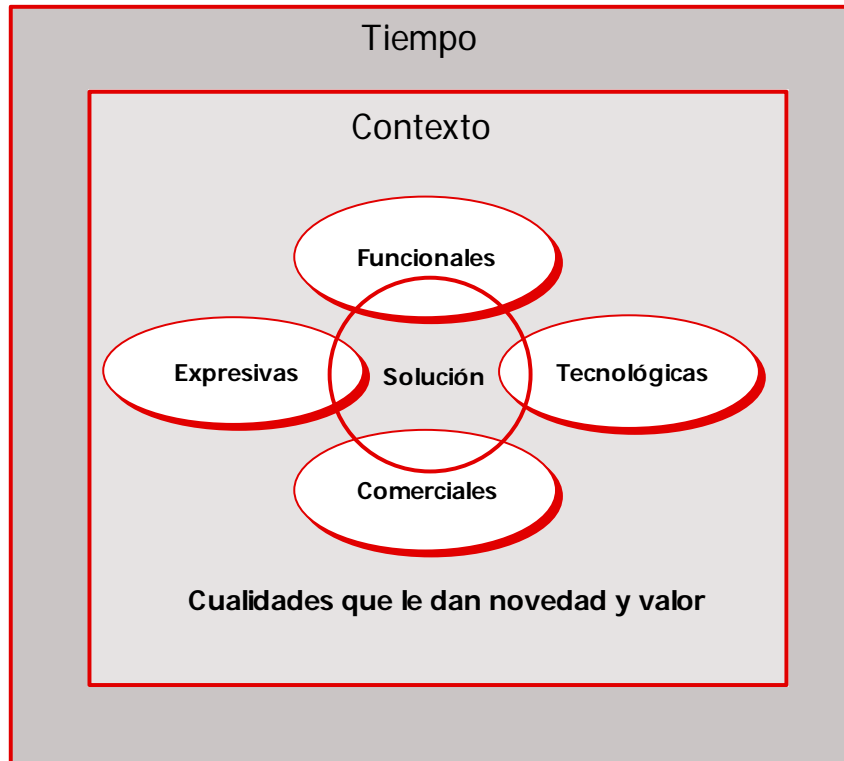 Tiempo
Contexto
Funcionales
Expresivas
Solución
Tecnológicas
Comerciales
Cualidades que le dan novedad y valor